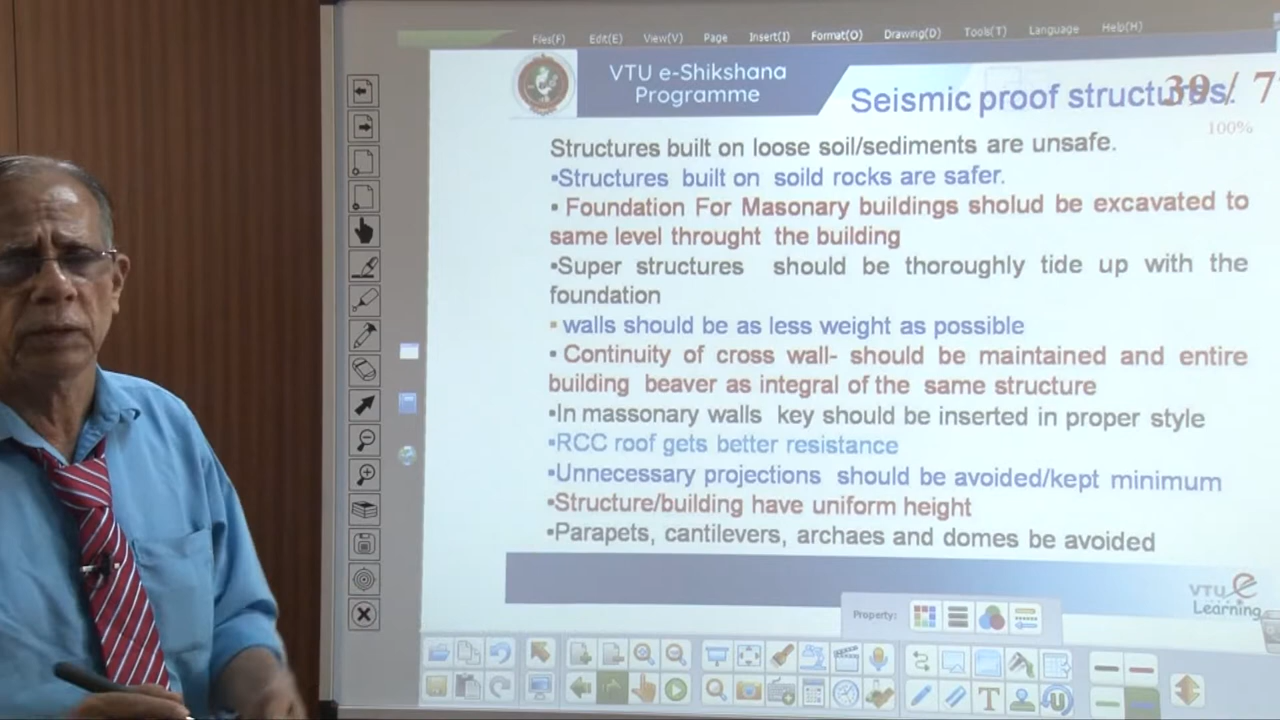 Files(F) Edit(E) View(V) Page Insert(I) Format(O) Drawing(D) Tools(T) Language Help(H)
VTU e-Shikshana
Programme
Seismic proof structures.
39 / 7
100%
Structures built on loose soil/sediments are unsafe.
▪Structures built on soild rocks are safer.
▪ Foundation For Masonary buildings sholud be excavated to
same level throught the building
▪Super structures should be thoroughly tide up with the
foundation
▪ walls should be as less weight as possible
▪ Continuity of cross wall- should be maintained and entire
building beaver as integral of the same structure
▪In massonary walls key should be inserted in proper style
▪RCC roof gets better resistance
▪Unnecessary projections should be avoided/kept minimum
▪Structure/building have uniform height
▪Parapets, cantilevers, archaes and domes be avoided
VTU e
Learning
Property: